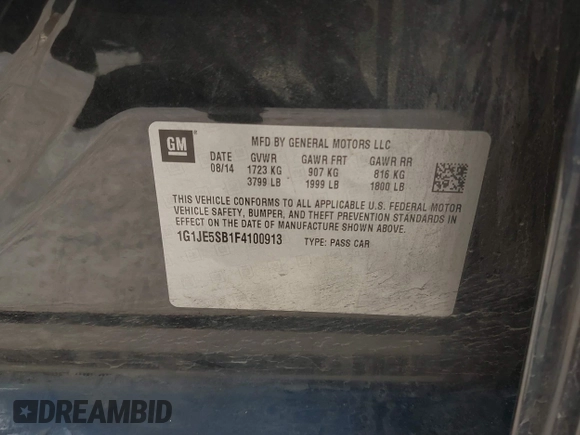 GM
MFD BY GENERAL MOTORS LLC
DATE GVWR GAWR FRT GAWR RR
08/14 1723 KG 907 KG 816 KG
3799 LB 1999 LB 1800 LB
THIS VEHICLE CONFORMS TO ALL APPLICABLE U.S. FEDERAL MOTOR
VEHICLE SAFETY, BUMPER, AND THEFT PREVENTION STANDARDS
IN EFFECT ON THE DATE OF MANUFACTURE SHOWN ABOVE.
1G1JE5SB1F4100913 TYPE: PASS CAR
DREAMBID